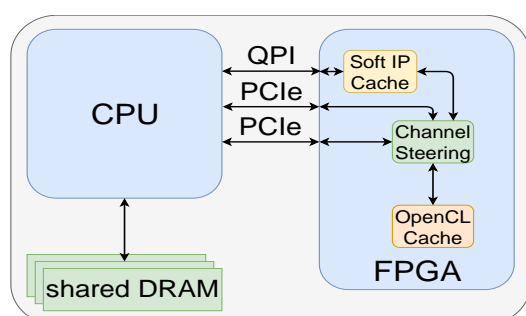 CPU
QPI
PCIe
PCIe
Soft IP
Cache
Channel
Steering
OpenCL
Cache
FPGA
shared DRAM